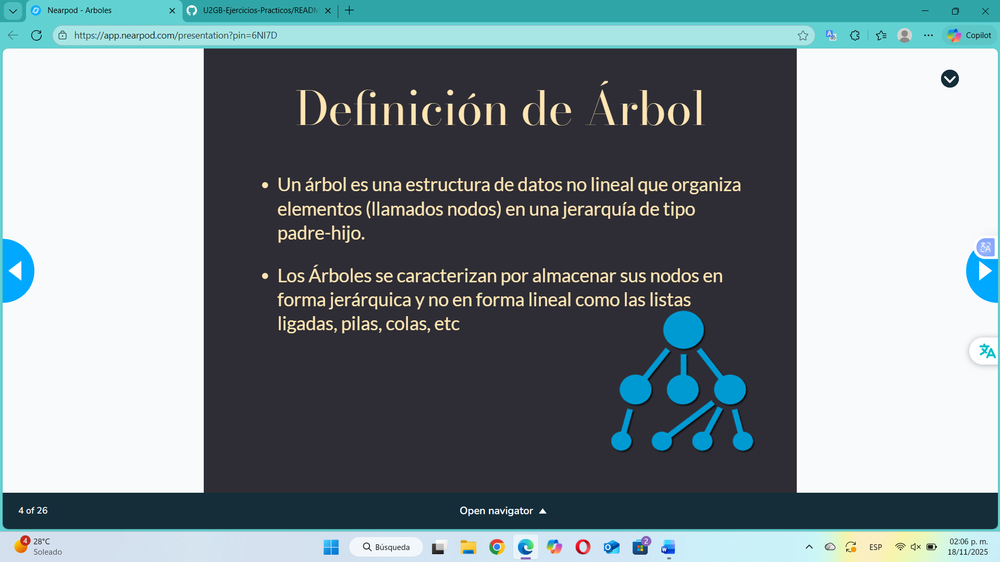 Nearpod - Arboles
U2GB-Ejercicios-Practicos/READM
https://app.nearpod.com/presentation?pin=6NI7D
Copilot
Definición de Árbol
• Un árbol es una estructura de datos no lineal que organiza
elementos (llamados nodos) en una jerarquía de tipo
padre-hijo.
• Los Árboles se caracterizan por almacenar sus nodos en
forma jerárquica y no en forma lineal como las listas
ligadas, pilas, colas, etc
4 of 26
Open navigator
4
28°C
Soleado
Búsqueda
2
ESP
02:06 p. m.
18/11/2025